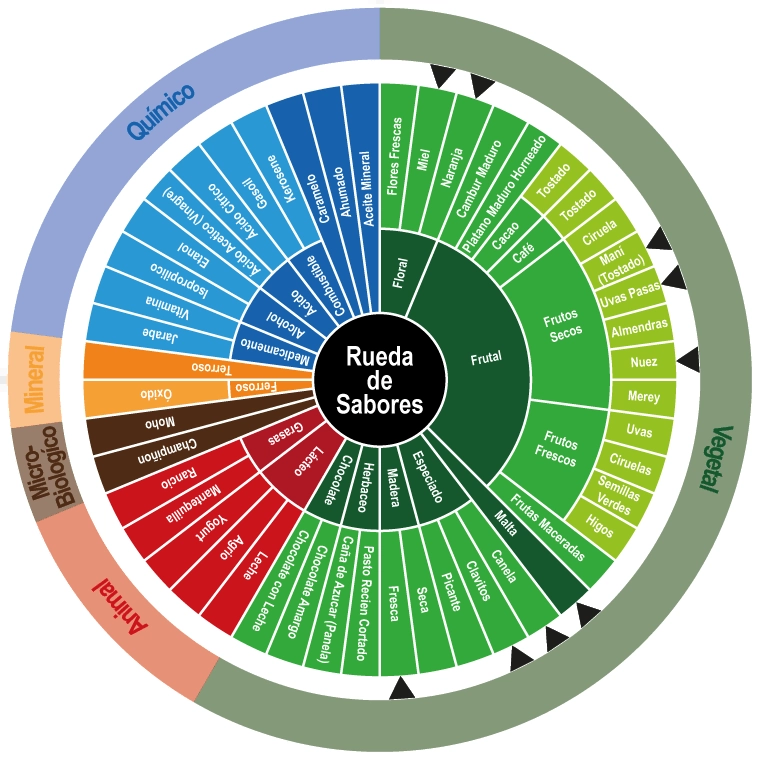 Rueda
de
Sabores
Vegetal
Floral
Flores Frescas
Miel
Frutal
Naranja
Cambur Maduro
Platano Maduro Horneado
Cacao
Tostado
Café
Tostado
Frutos
Secos
Ciruela
Maní
(Tostado)
Uvas Pasas
Almendras
Nuez
Merey
Frutos
Frescos
Uvas
Ciruelas
Semillas
Verdes
Higos
Frutas Maceradas
Malta
Especiado
Canela
Clavitos
Picante
Madera
Seca
Fresca
Herbaceo
Pasto Recien Cortado
Caña de Azucar (Panela)
Chocolate
Chocolate Amargo
Chocolate con Leche
Animal
Lácteo
Leche
Agrio
Yogurt
Grasas
Mantequilla
Rancio
Micro-
Biologico
Champiñon
Moho
Mineral
Ferroso
Óxido
Terroso
Químico
Medicamento
Jarabe
Vitamina
Alcohol
Isopropilico
Etanol
Acido
Ácido Acetico (Vinagre)
Ácido Citrico
Combustible
Gasoil
Kerosene
Caramelo
Ahumado
Aceite Mineral